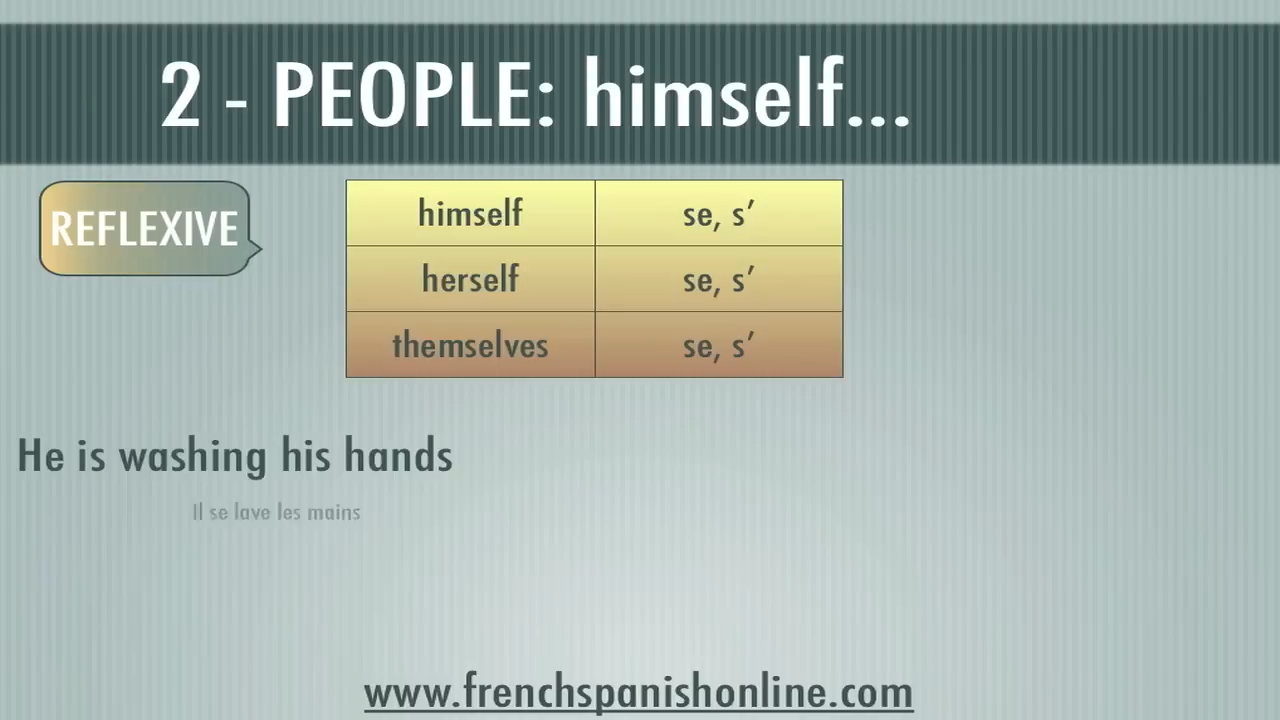 2 - PEOPLE: himself...
REFLEXIVE
himself se, s’
herself se, s’
themselves se, s’
He is washing his hands
Il se lave les mains
www.frenchspanishonline.com